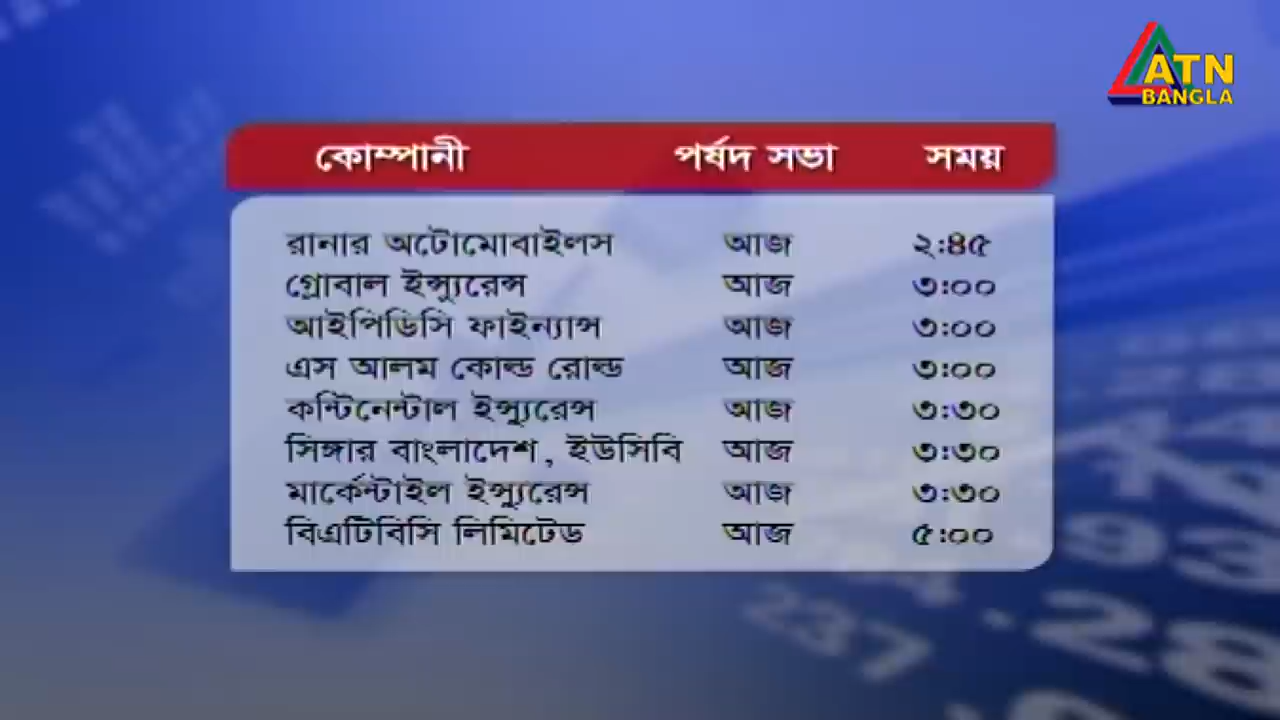 ATN
BANGLA
কোম্পানী পর্ষদ সভা সময়
রানার অটোমোবাইলস আজ ২:৪৫
গ্লোবাল ইন্স্যুরেন্স আজ ৩:০০
আইপিডিসি ফাইন্যান্স আজ ৩:০০
এস আলম কোল্ড রোল্ড আজ ৩:০০
কন্টিনেন্টাল ইন্স্যুরেন্স আজ ৩:৩০
সিঙ্গার বাংলাদেশ, ইউসিবি আজ ৩:৩০
মার্কেন্টাইল ইন্স্যুরেন্স আজ ৩:৩০
বিএটিবিসি লিমিটেড আজ ৫:০০
237